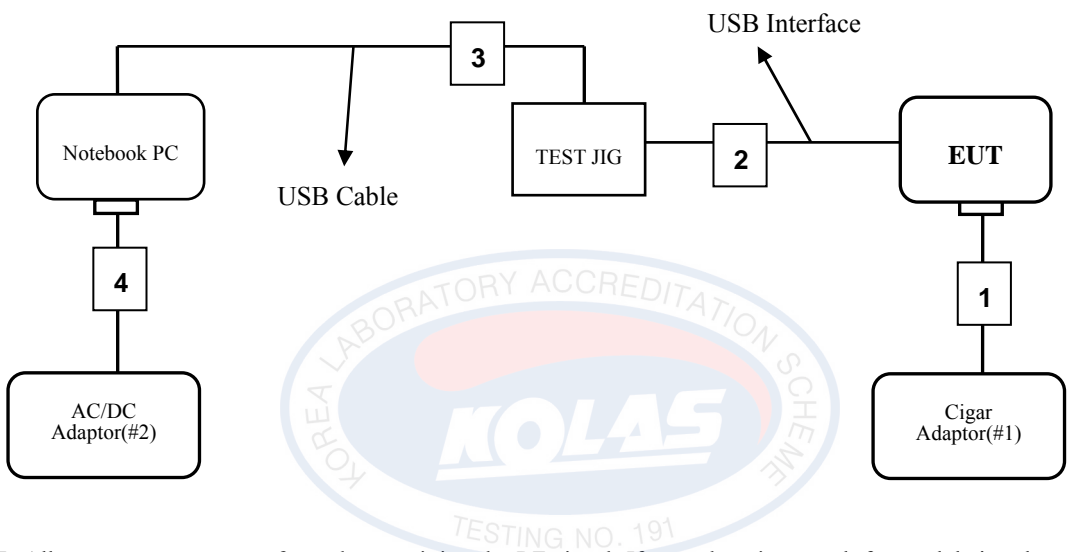 USB Interface
3
Notebook PC
TEST JIG
2
EUT
USB Cable
4
1
AC/DC
Adaptor(#2)
Cigar
Adaptor(#1)
KOREA LABORATORY ACCREDITATION SCHEME
KOLAS
TESTING NO. 191